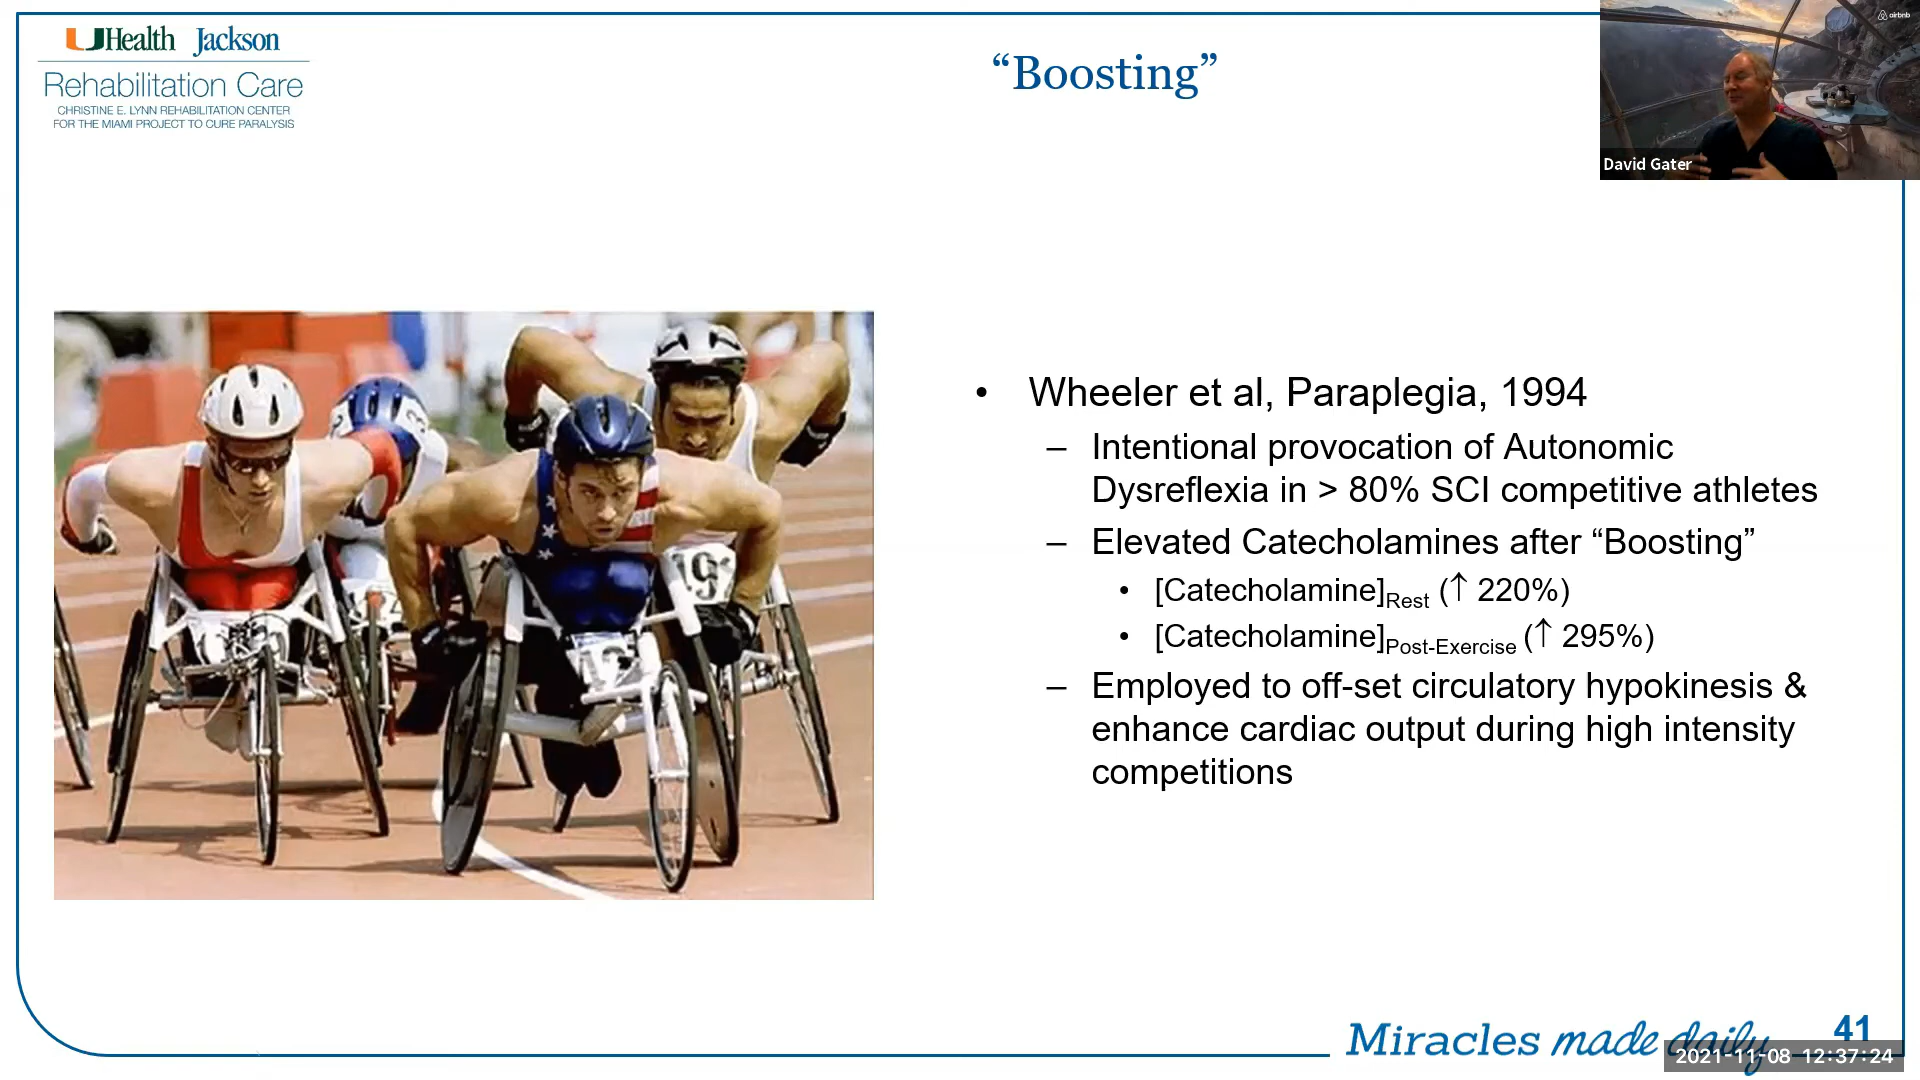 UHealth Jackson
Rehabilitation Care
CHRISTINE E. LYNN REHABILITATION CENTER
FOR THE MIAMI PROJECT TO CURE PARALYSIS
“Boosting”
airbnb
David Gater
• Wheeler et al, Paraplegia, 1994
– Intentional provocation of Autonomic
Dysreflexia in > 80% SCI competitive athletes
– Elevated Catecholamines after “Boosting”
• [Catecholamine]Rest (↑ 220%)
• [Catecholamine]Post-Exercise (↑ 295%)
– Employed to off-set circulatory hypokinesis &
enhance cardiac output during high intensity
competitions
Miracles made daily
41
2021-11-08 12:37:24